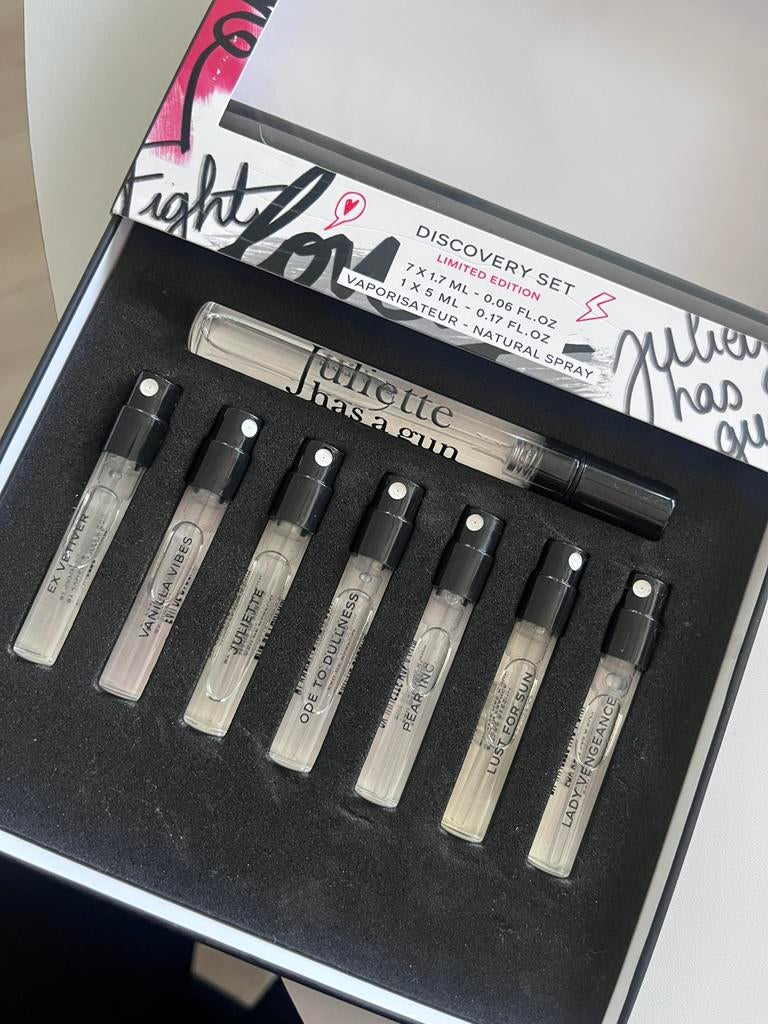 Fight
love
DISCOVERY SET
LIMITED EDITION
7 X 1.7 ML - 0.06 FL.OZ
1 X 5 ML - 0.17 FL.OZ
VAPORISATEUR - NATURAL SPRAY
Juliette
has a
gun
Juliette
has a gun
EX VETIVER
VANILLA VIBES
JULIETTE
ODE TO DULLNESS
PEAR INC
LUST FOR SUN
LADY VENGEANCE